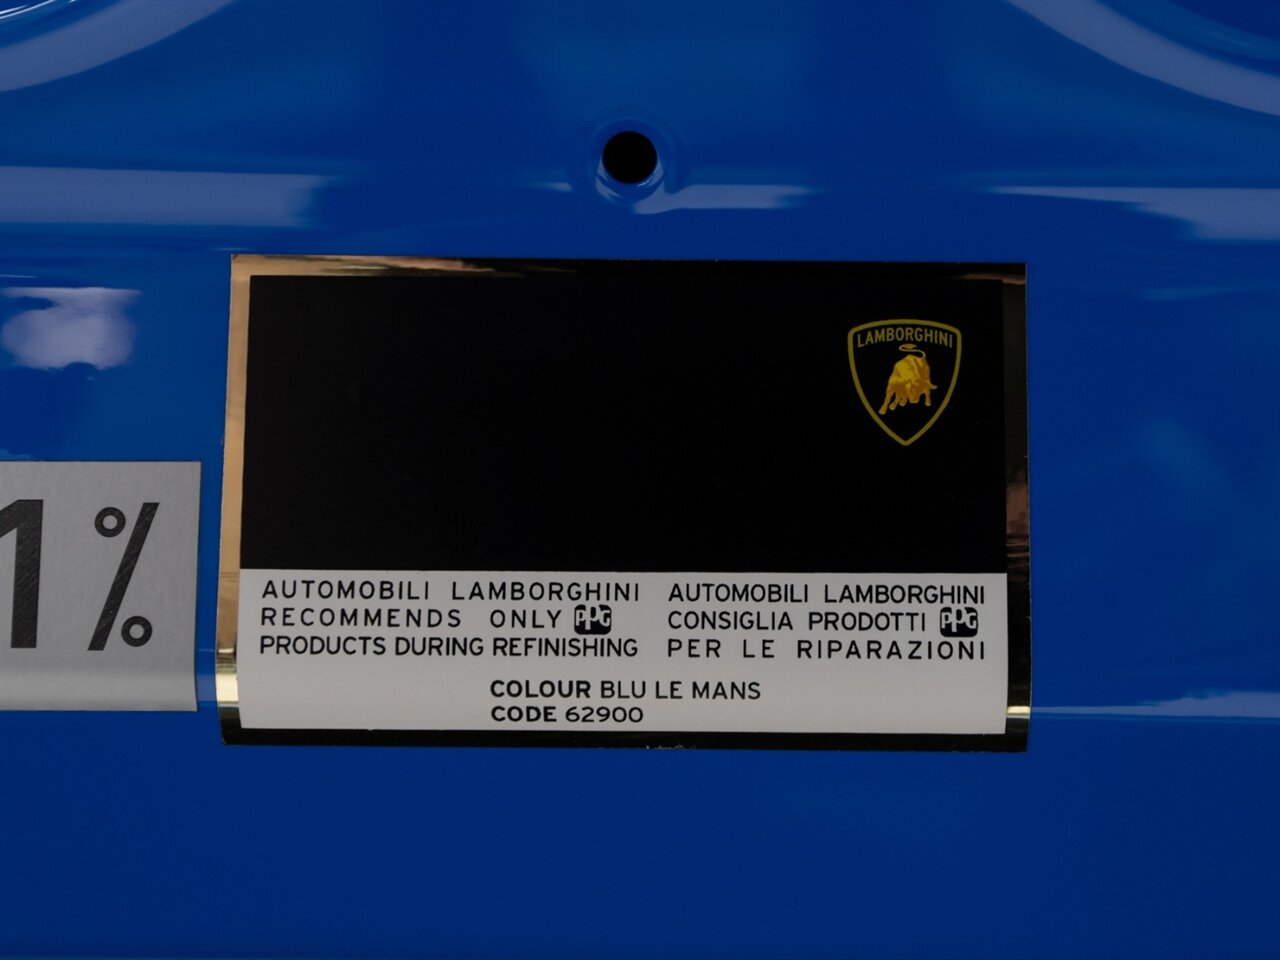 LAMBORGHINI
1%
AUTOMOBILI LAMBORGHINI
RECOMMENDS ONLY PPG
PRODUCTS DURING REFINISHING
AUTOMOBILI LAMBORGHINI
CONSIGLIA PRODOTTI PPG
PER LE RIPARAZIONI
COLOUR BLU LE MANS
CODE 62900